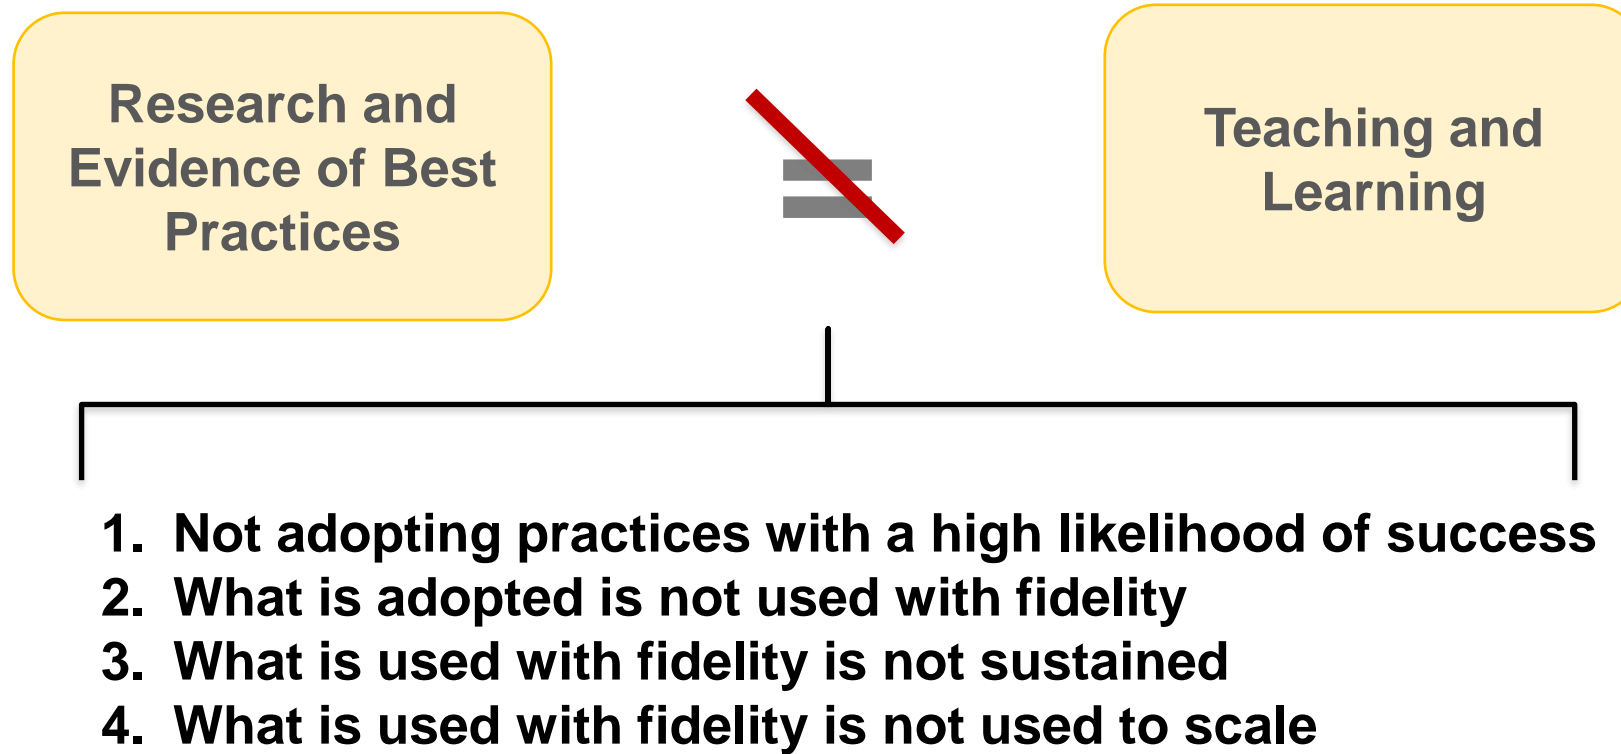 Research and
Evidence of Best
Practices
=
Teaching and
Learning
1. Not adopting practices with a high likelihood of success
2. What is adopted is not used with fidelity
3. What is used with fidelity is not sustained
4. What is used with fidelity is not used to scale